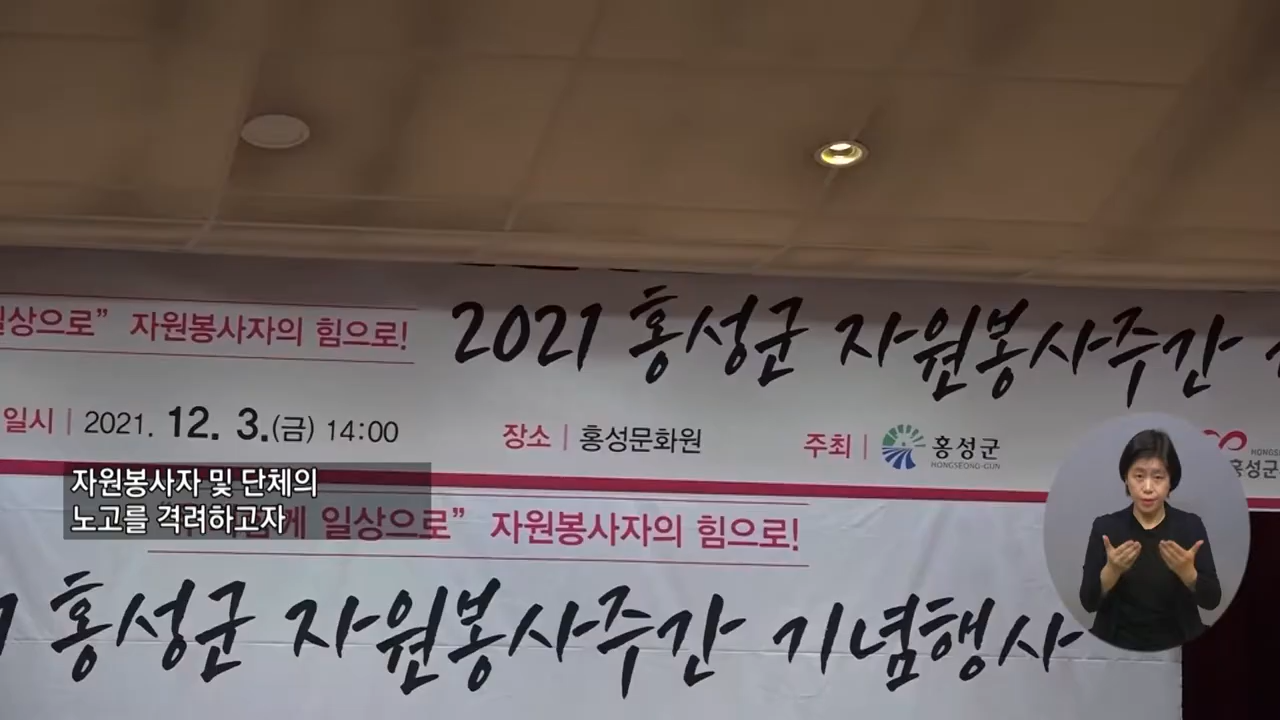 일상으로” 자원봉사자의 힘으로!
2021 홍성군 자원봉사주간
일시 | 2021. 12. 3.(금) 14:00
장소 | 홍성문화원
주최 | 홍성군
HONGSEONG-GUN
홍성군
자원봉사자 및 단체의
노고를 격려하고자
일상으로” 자원봉사자의 힘으로!
홍성군 자원봉사주간 기념행사